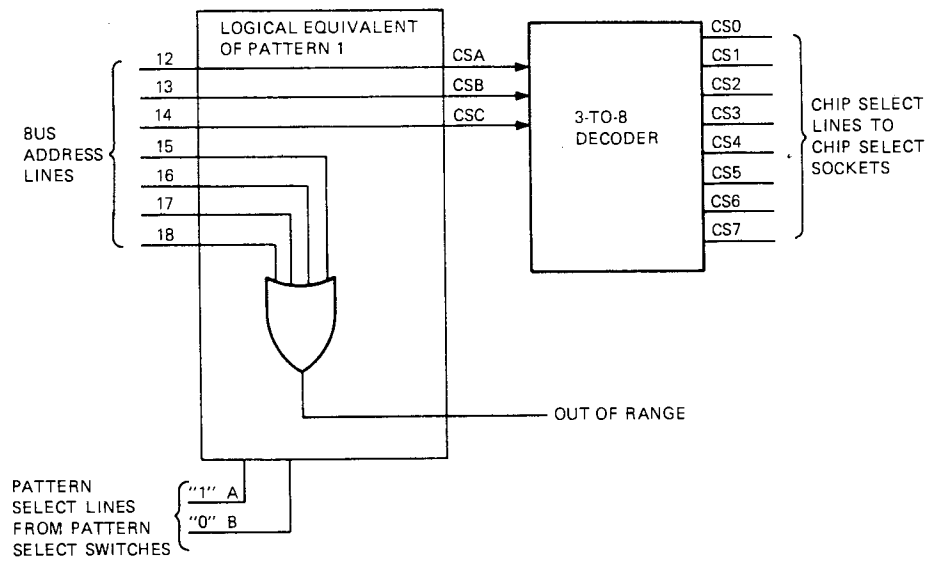 LOGICAL EQUIVALENT
OF PATTERN 1
12
13
14
15
16
17
18
8US
ADDRESS
LINES
CSA
CSB
CSC
3-TO-8
DECODER
CS0
CS1
CS2
CS3
CS4
CS5
CS6
CS7
CHIP SELECT
LINES TO
CHIP SELECT
SOCKETS
OUT OF RANGE
PATTERN
SELECT LINES
FROM PATTERN
SELECT SWITCHES
"1" A
"0" B